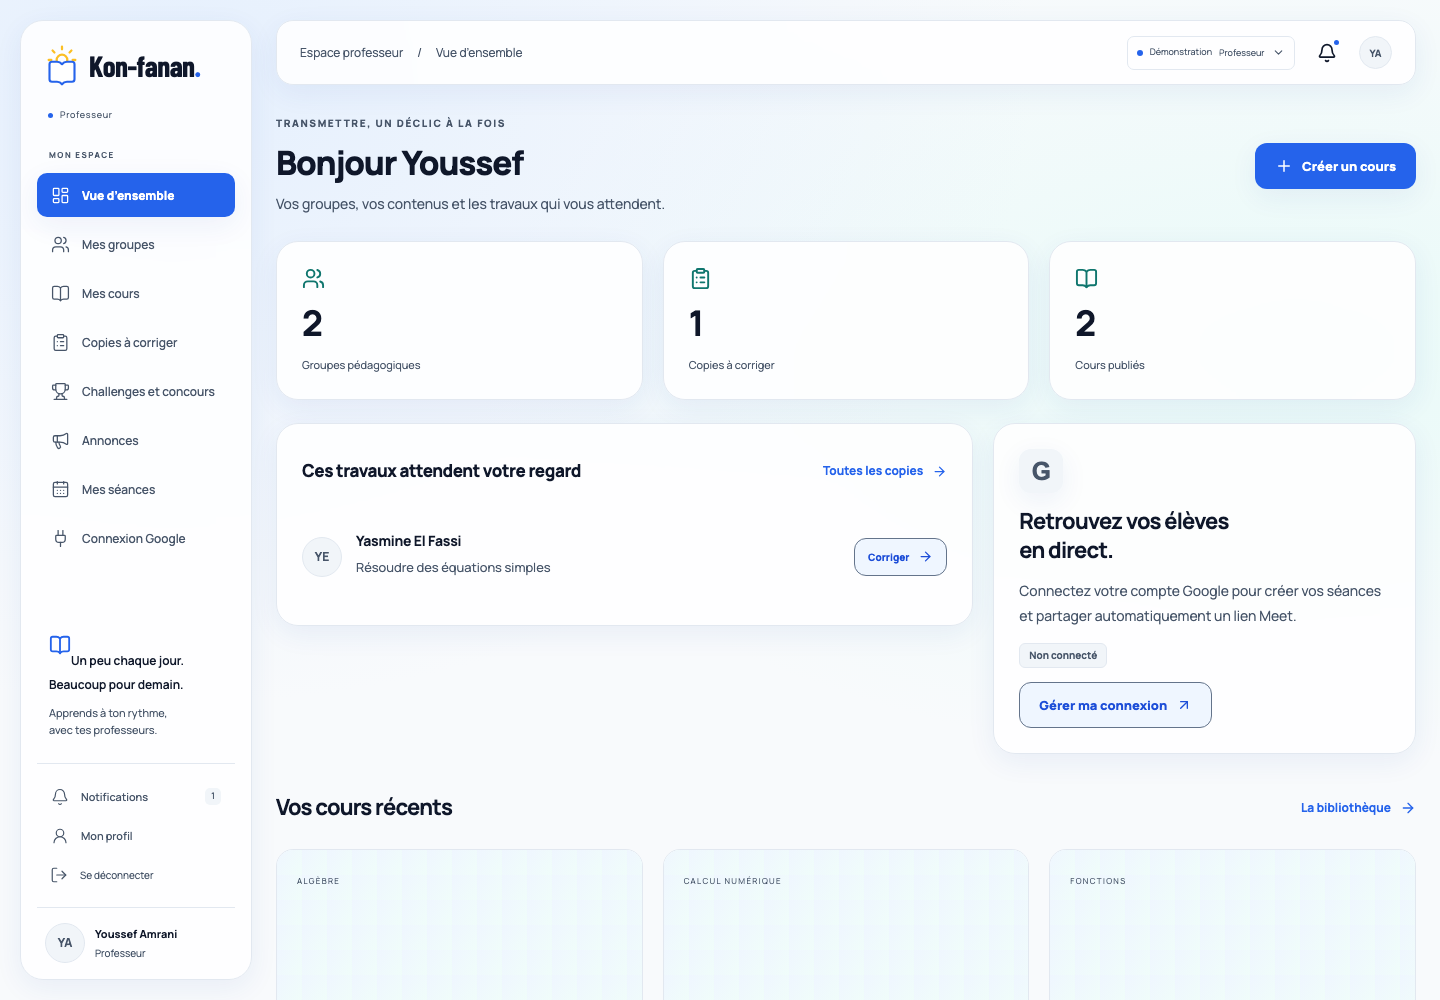 Kon-fanan.
Professeur
MON ESPACE
Vue d'ensemble
Mes groupes
Mes cours
Copies à corriger
Challenges et concours
Annonces
Mes séances
Connexion Google
Un peu chaque jour.
Beaucoup pour demain.
Apprends à ton rythme,
avec tes professeurs.
Notifications 1
Mon profil
Se déconnecter
YA Youssef Amrani
Professeur
Espace professeur / Vue d'ensemble
Démonstration Professeur
YA
TRANSMETTRE, UN DÉCLIC À LA FOIS
Bonjour Youssef
Vos groupes, vos contenus et les travaux qui vous attendent.
Créer un cours
2
Groupes pédagogiques
1
Copies à corriger
2
Cours publiés
Ces travaux attendent votre regard
Toutes les copies
YE
Yasmine El Fassi
Résoudre des équations simples
Corriger
G
Retrouvez vos élèves
en direct.
Connectez votre compte Google pour créer vos séances
et partager automatiquement un lien Meet.
Non connecté
Gérer ma connexion
Vos cours récents
La bibliothèque
ALGÈBRE
CALCUL NUMÉRIQUE
FONCTIONS